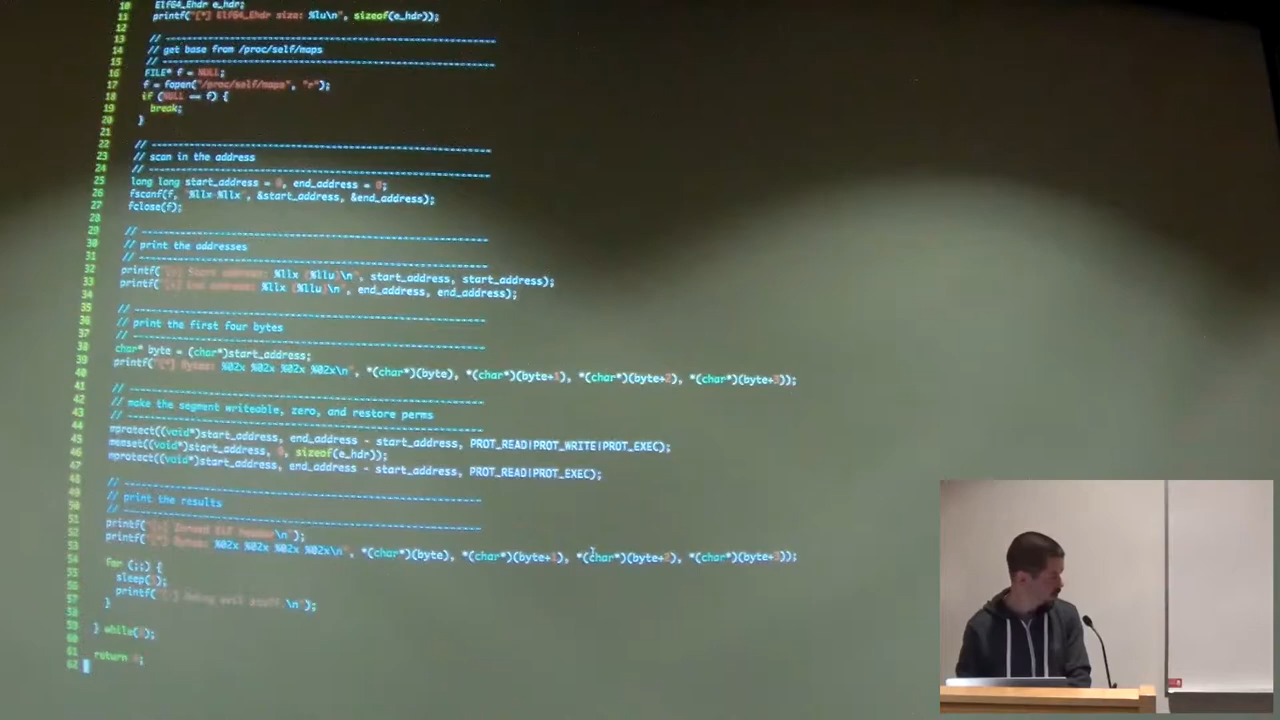 10 Elf64_Ehdr e_hdr;
11 printf("[*] Elf64_Ehdr size: %lu\n", sizeof(e_hdr));
12
13 // ----------------------------------------------------------
14 // get base from /proc/self/maps
15 // ----------------------------------------------------------
16 FILE* f = NULL;
17 f = fopen("/proc/self/maps", "r");
18 if (NULL == f) {
19 break;
20 }
21
22 // ----------------------------------------------------------
23 // scan in the address
24 // ----------------------------------------------------------
25 long long start_address = 0, end_address = 0;
26 fscanf(f, "%llx-%llx", &start_address, &end_address);
27 fclose(f);
28
29 // ----------------------------------------------------------
30 // print the addresses
31 // ----------------------------------------------------------
32 printf("[*] Start address: %llx (%llu)\n", start_address, start_address);
33 printf("[*] End address: %llx (%llu)\n", end_address, end_address);
34
35 // ----------------------------------------------------------
36 // print the first four bytes
37 // ----------------------------------------------------------
38 char* byte = (char*)start_address;
39 printf("[*] Bytes: %02x %02x %02x %02x\n", *(char*)(byte), *(char*)(byte+1), *(char*)(byte+2), *(char*)(byte+3));
40
41 // ----------------------------------------------------------
42 // make the segment writeable, zero, and restore perms
43 // ----------------------------------------------------------
44 mprotect((void*)start_address, end_address - start_address, PROT_READ|PROT_WRITE|PROT_EXEC);
45 memset((void*)start_address, 0, sizeof(e_hdr));
46 mprotect((void*)start_address, end_address - start_address, PROT_READ|PROT_EXEC);
47
48 // ----------------------------------------------------------
49 // print the results
50 // ----------------------------------------------------------
51 printf("[*] Zeroed Elf header\n");
52 printf("[*] Bytes: %02x %02x %02x %02x\n", *(char*)(byte), *(char*)(byte+1), *(char*)(byte+2), *(char*)(byte+3));
53
54 for (;;) {
55 sleep( );
56 printf(" Doing evil stuff.\n");
57 }
58
59 } while(0);
60
61 return 0;
62